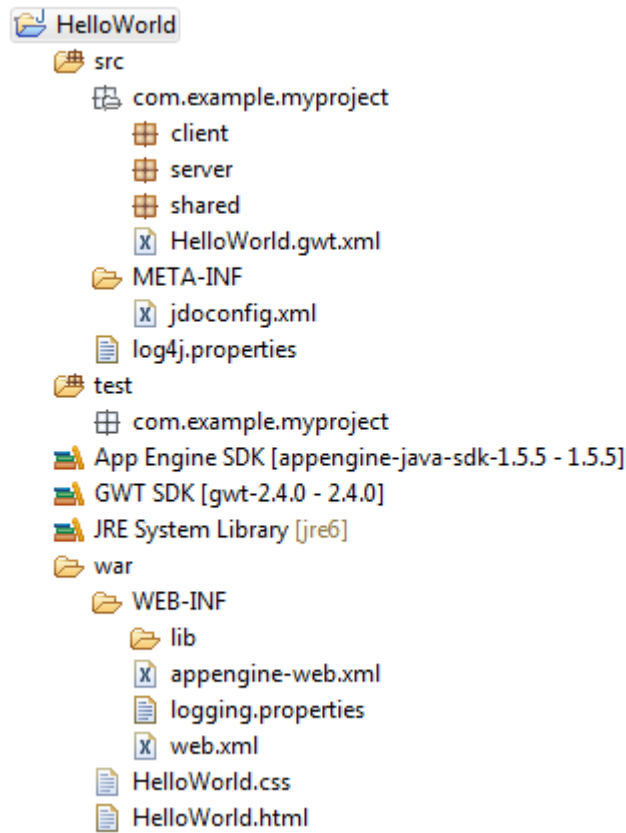 HelloWorld
src
com.example.myproject
client
server
shared
HelloWorld.gwt.xml
META-INF
jdoconfig.xml
log4j.properties
test
com.example.myproject
App Engine SDK [appengine-java-sdk-1.5.5 - 1.5.5]
GWT SDK [gwt-2.4.0 - 2.4.0]
JRE System Library [jre6]
war
WEB-INF
lib
appengine-web.xml
logging.properties
web.xml
HelloWorld.css
HelloWorld.html